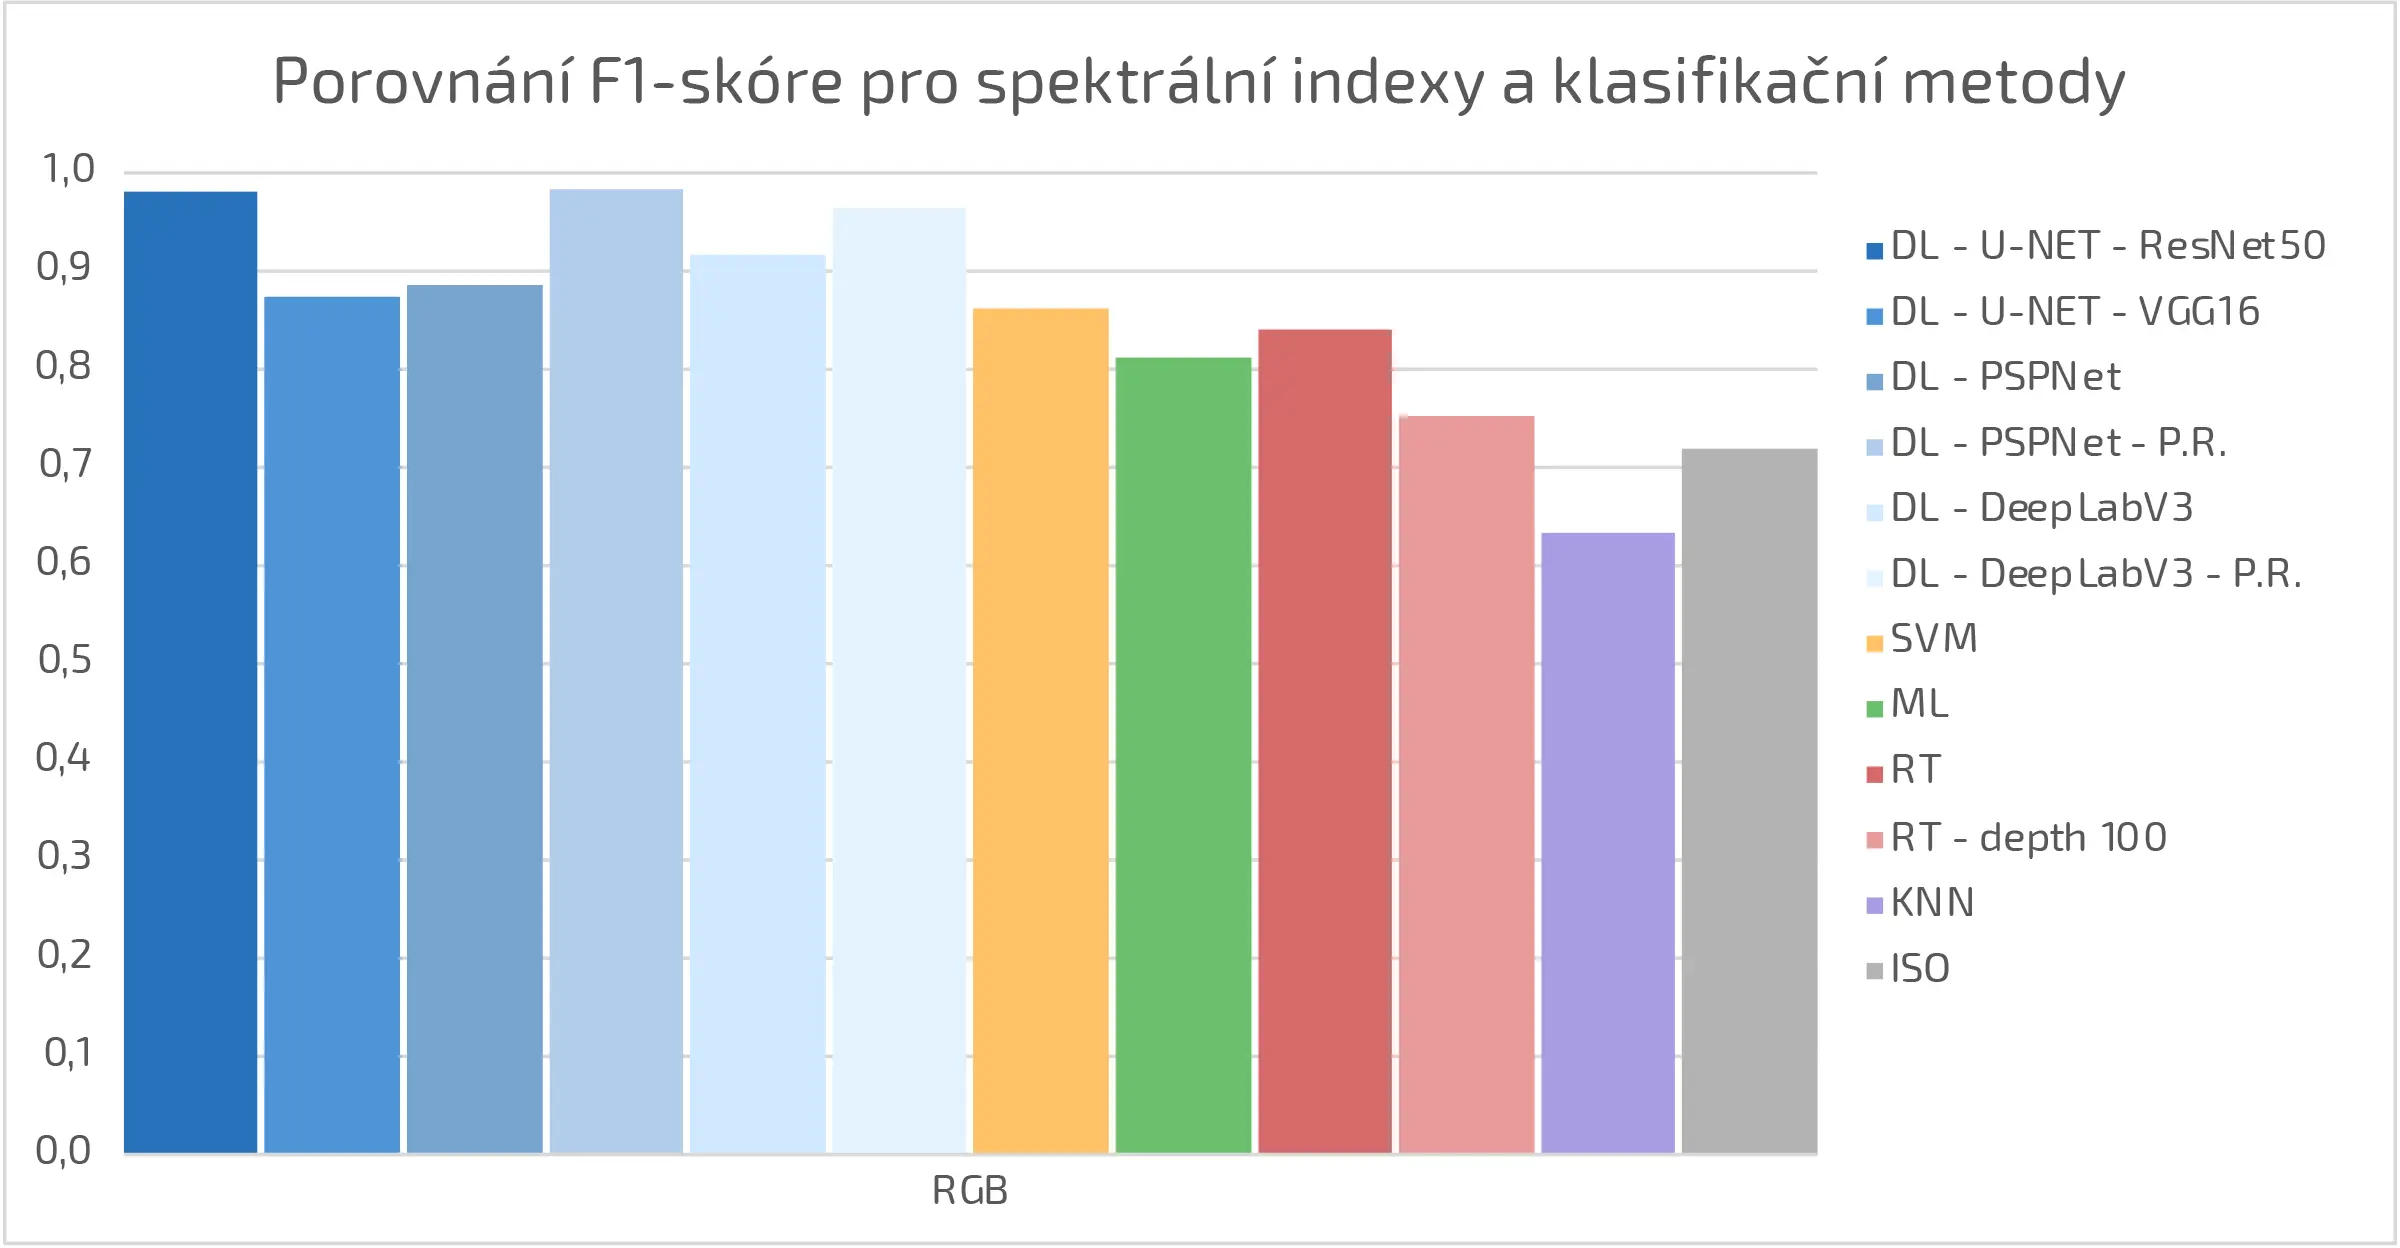 Porovnání F1-skóre pro spektrální indexy a klasifikační metody
1,0
0,9
0,8
0,7
0,6
0,5
0,4
0,3
0,2
0,1
0,0
RGB
DL - U-NET - ResNet50
DL - U-NET - VGG16
DL - PSPNet
DL - PSPNet - P.R.
DL - DeepLabV3
DL - DeepLabV3 - P.R.
SVM
ML
RT
RT - depth 100
KNN
ISO